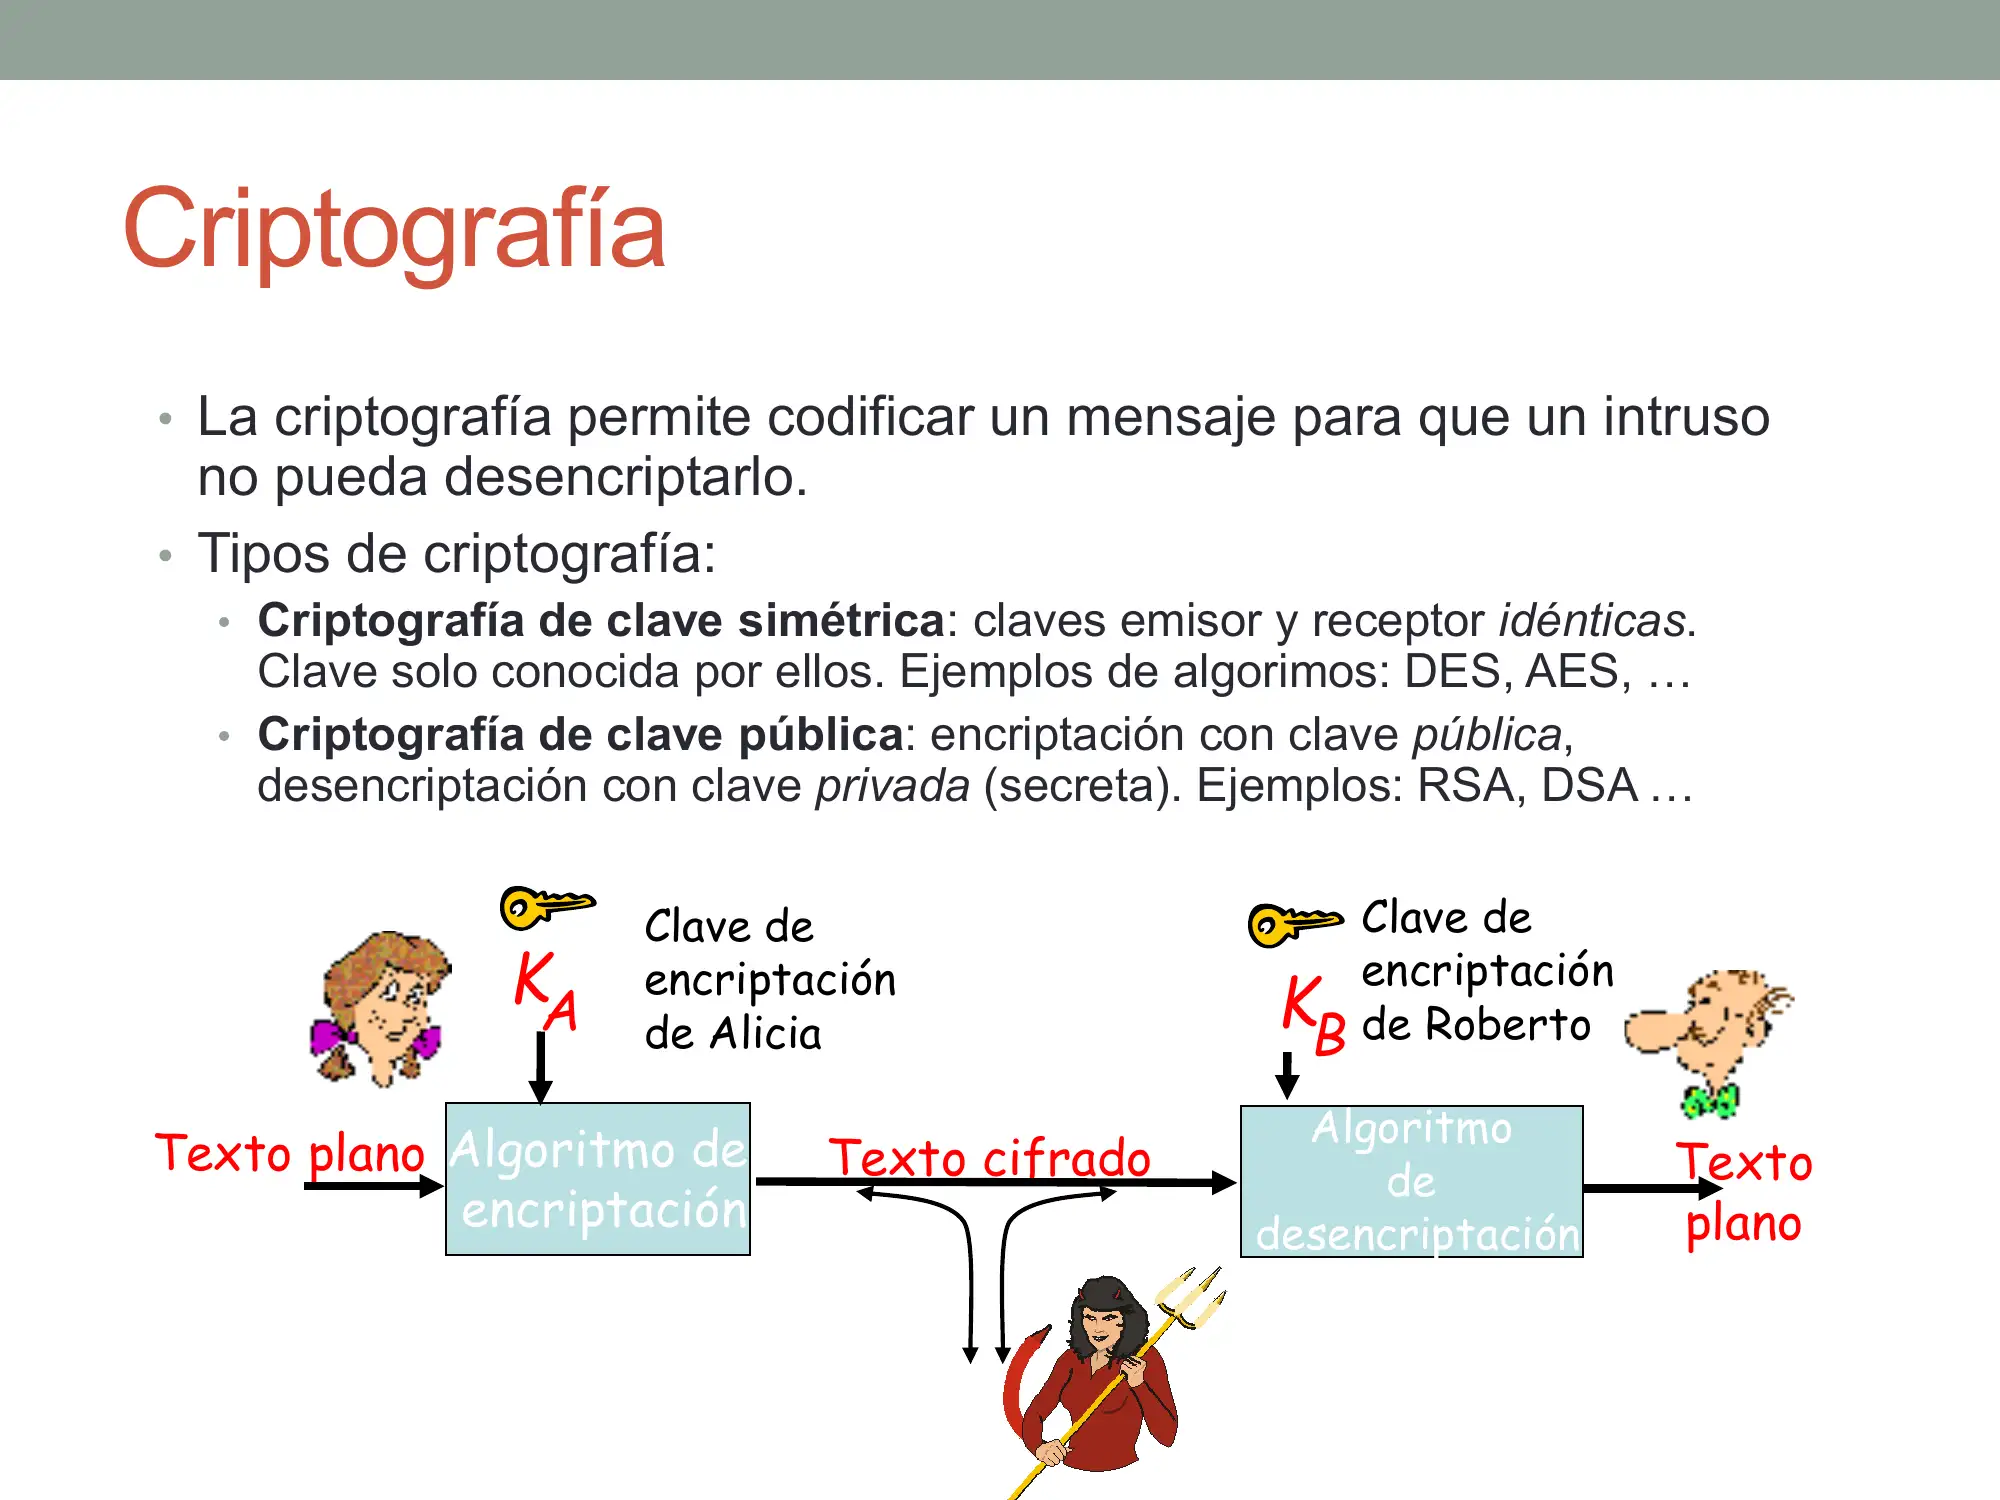 Criptografía
• La criptografía permite codificar un mensaje para que un intruso
no pueda desencriptarlo.
• Tipos de criptografía:
• Criptografía de clave simétrica: claves emisor y receptor idénticas.
Clave solo conocida por ellos. Ejemplos de algorimos: DES, AES, …
• Criptografía de clave pública: encriptación con clave pública,
desencriptación con clave privada (secreta). Ejemplos: RSA, DSA …
K A
Clave de
encriptación
de Alicia
K B
Clave de
encriptación
de Roberto
Texto plano
Algoritmo de
encriptación
Texto cifrado
Algoritmo
de
desencriptación
Texto
plano